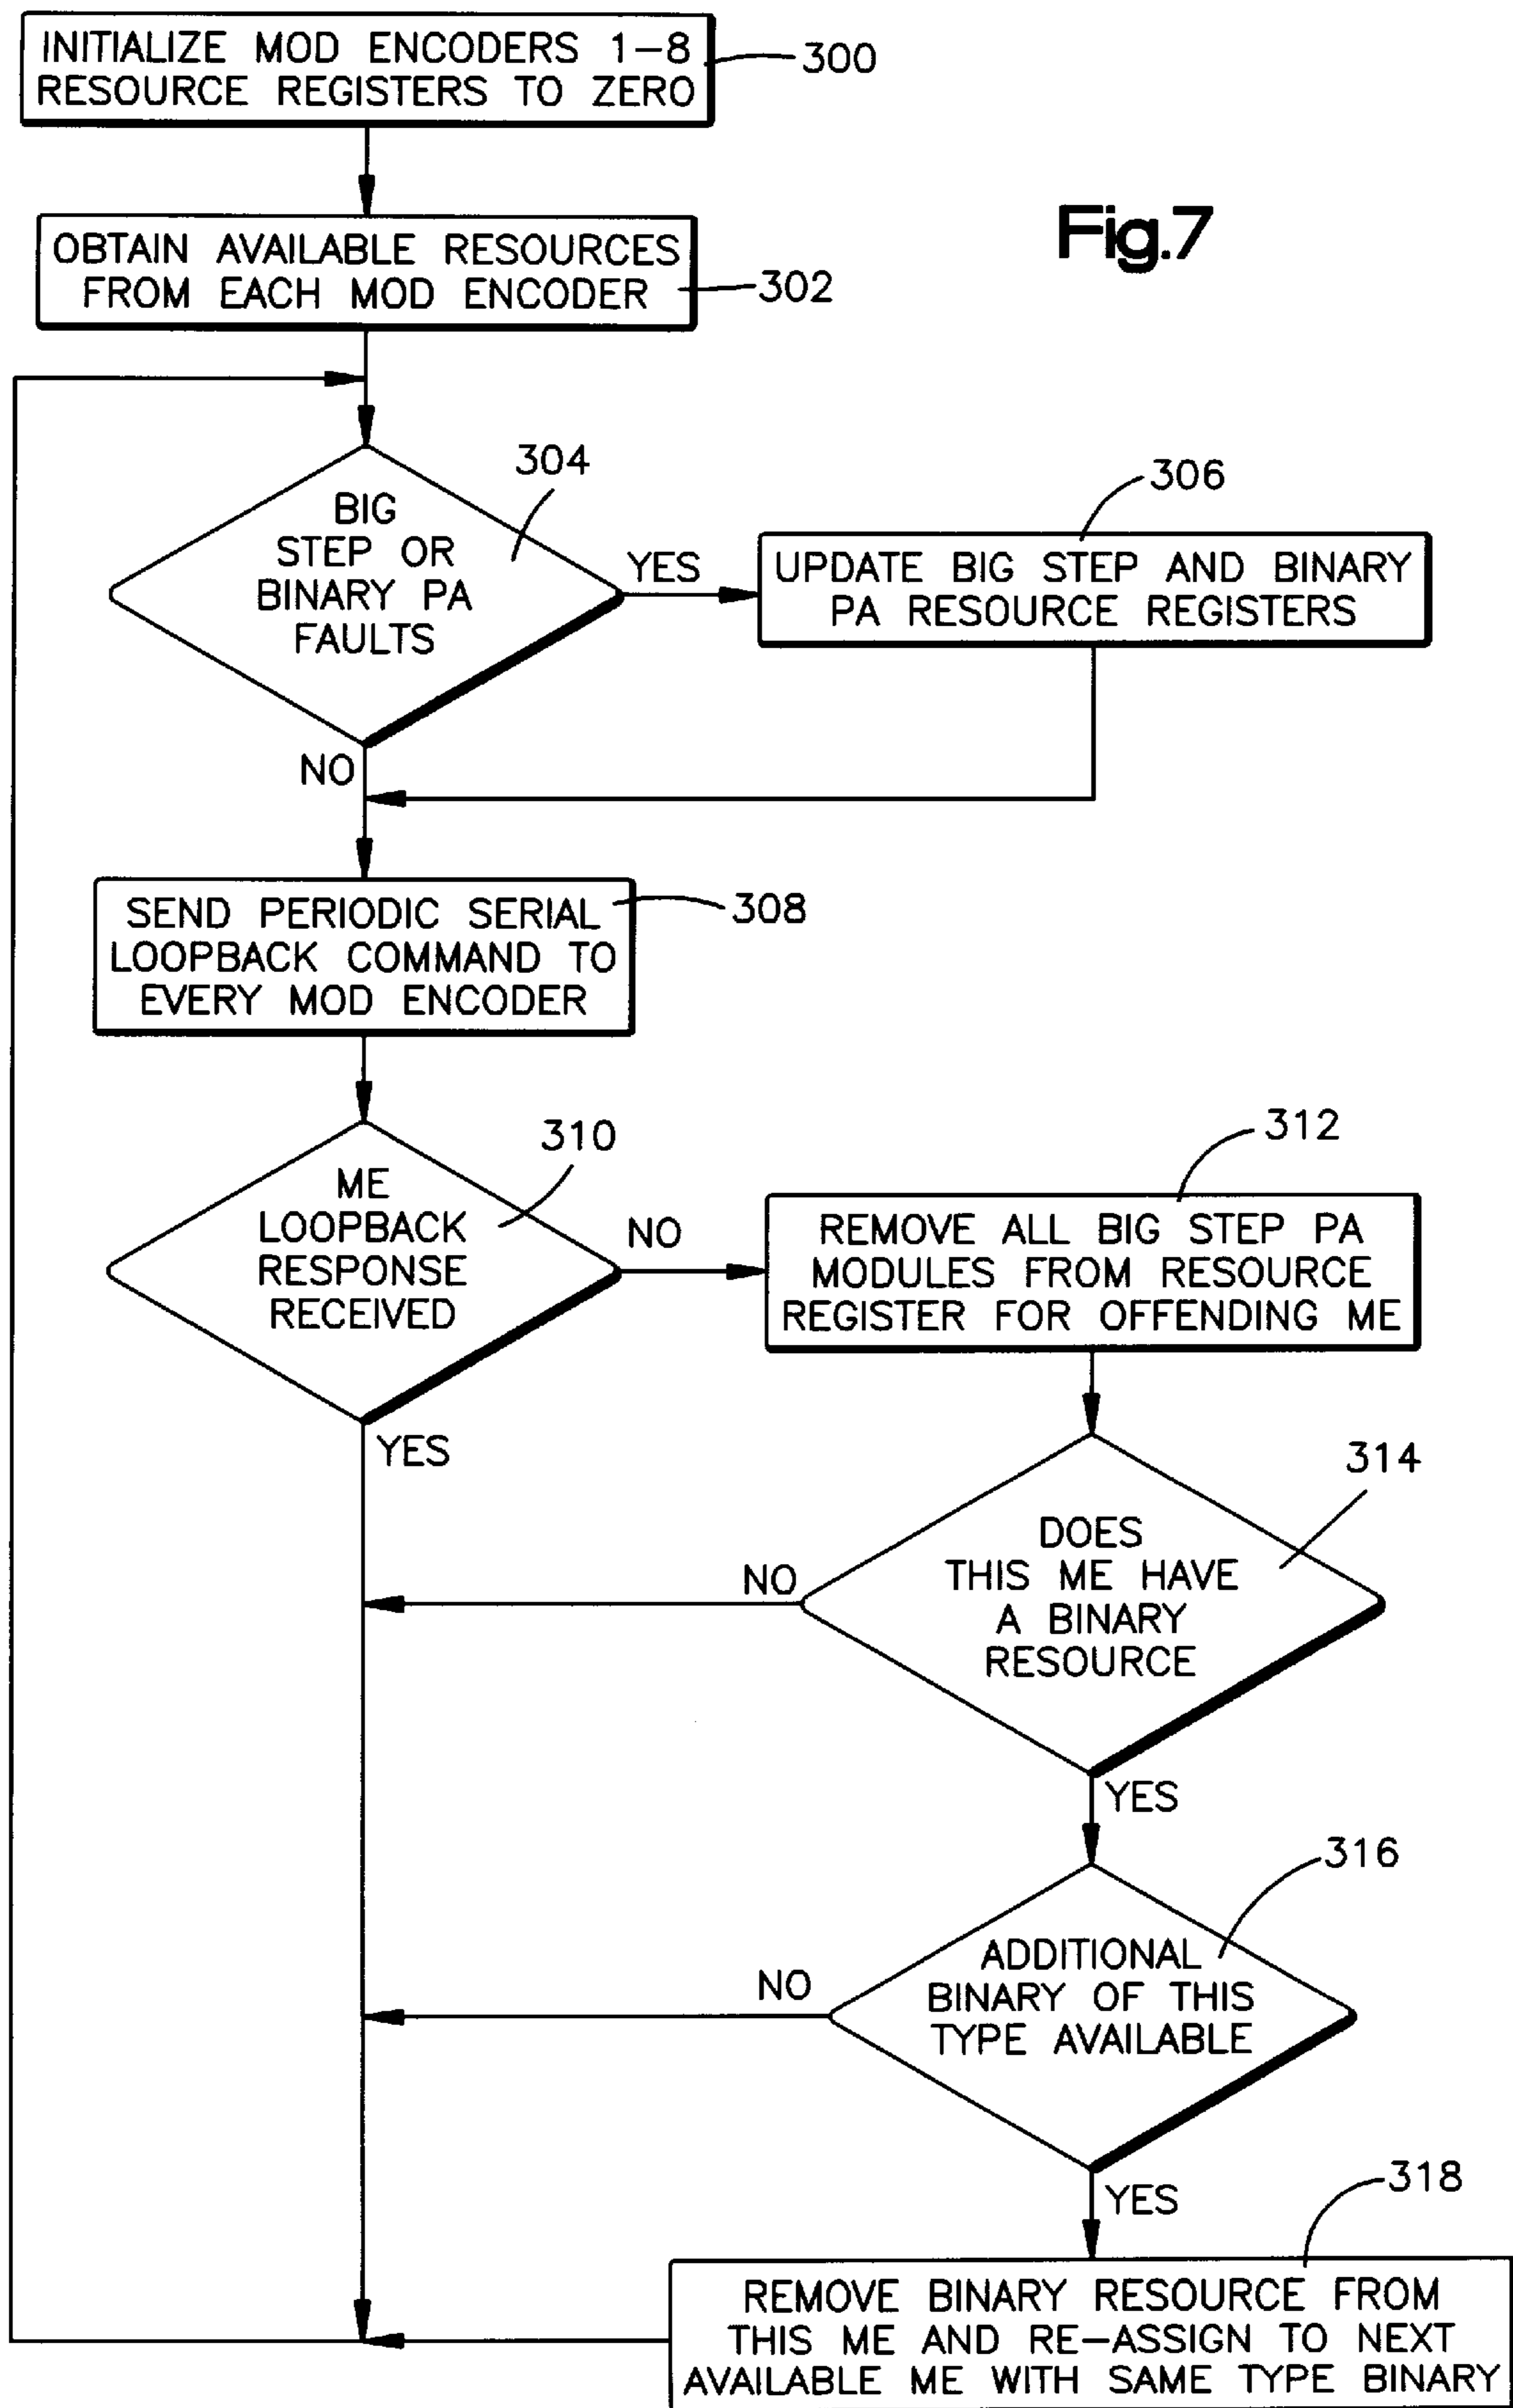 INITIALIZE MOD ENCODERS 1-8
RESOURCE REGISTERS TO ZERO
300
OBTAIN AVAILABLE RESOURCES
FROM EACH MOD ENCODER
302
Fig.7
304
BIG
STEP OR
BINARY PA
FAULTS
YES
306
UPDATE BIG STEP AND BINARY
PA RESOURCE REGISTERS
NO
SEND PERIODIC SERIAL
LOOPBACK COMMAND TO
EVERY MOD ENCODER
308
310
ME
LOOPBACK
RESPONSE
RECEIVED
NO
312
REMOVE ALL BIG STEP PA
MODULES FROM RESOURCE
REGISTER FOR OFFENDING ME
YES
314
DOES
THIS ME HAVE
A BINARY
RESOURCE
NO
YES
316
ADDITIONAL
BINARY OF THIS
TYPE AVAILABLE
NO
YES
318
REMOVE BINARY RESOURCE FROM
THIS ME AND RE-ASSIGN TO NEXT
AVAILABLE ME WITH SAME TYPE BINARY